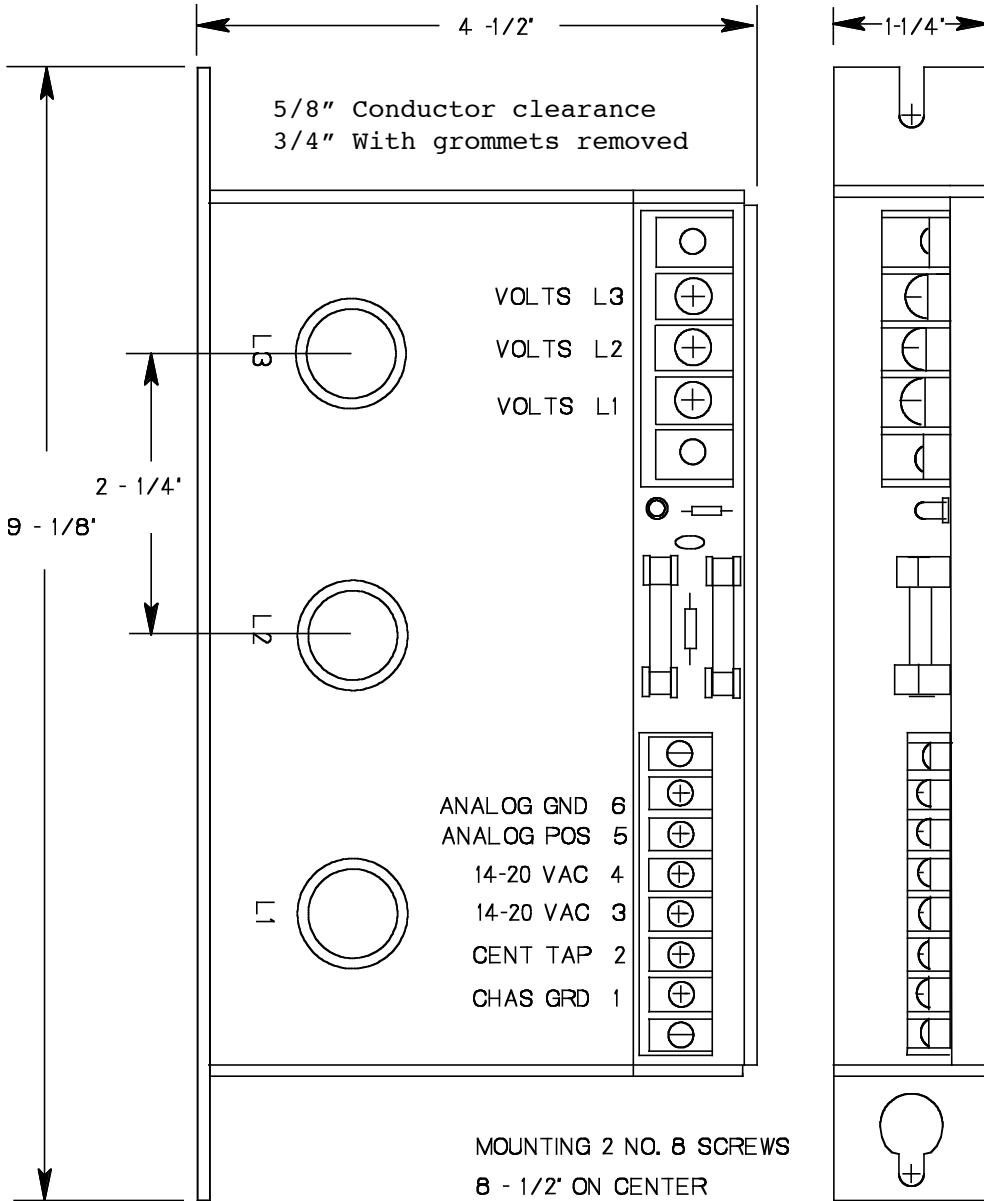 4 -1/2"
1-1/4"
5/8" Conductor clearance
3/4" With grommets removed
VOLTS L3
L3
VOLTS L2
VOLTS L1
2 - 1/4"
9 - 1/8"
L2
ANALOG GND 6
ANALOG POS 5
14-20 VAC 4
14-20 VAC 3
L1
CENT TAP 2
CHAS GRD 1
MOUNTING 2 NO. 8 SCREWS
8 - 1/2" ON CENTER